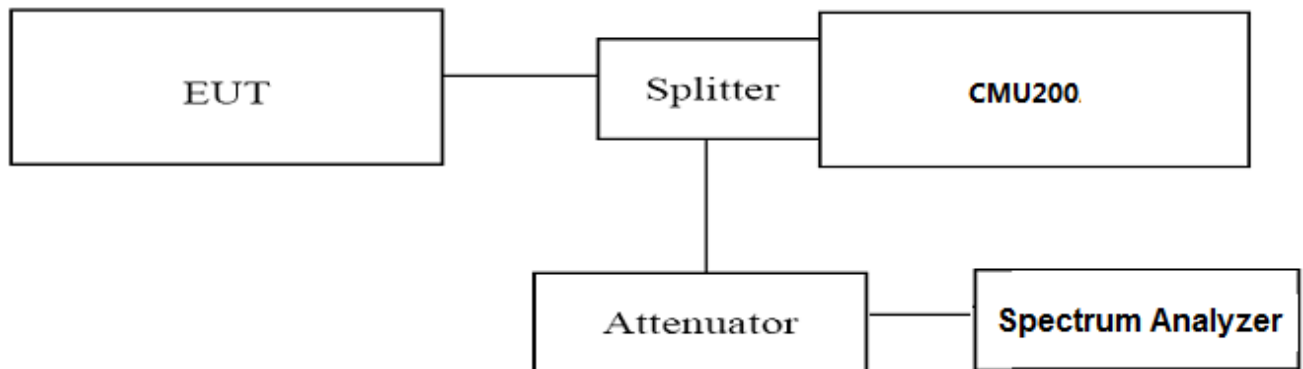 EUT
Splitter
CMU200
Attenuator
Spectrum Analyzer